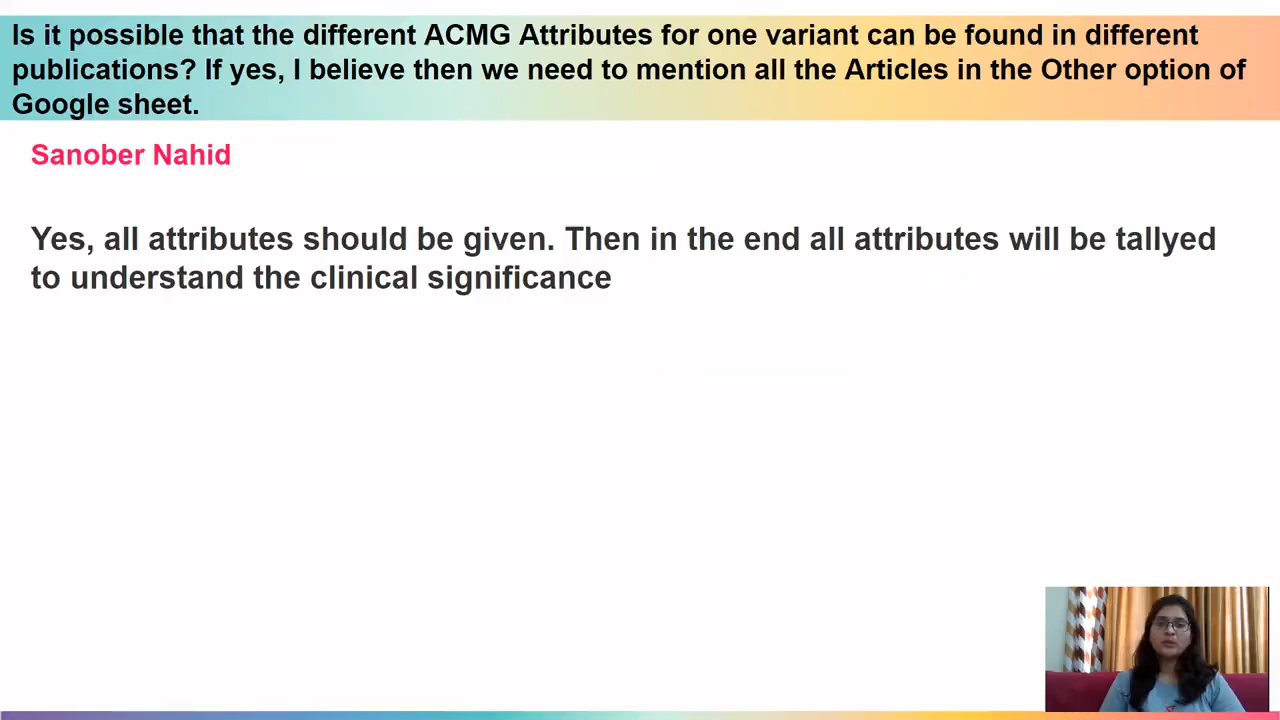 Is it possible that the different ACMG Attributes for one variant can be found in different
publications? If yes, I believe then we need to mention all the Articles in the Other option of
Google sheet.
Sanober Nahid
Yes, all attributes should be given. Then in the end all attributes will be tallyed
to understand the clinical significance